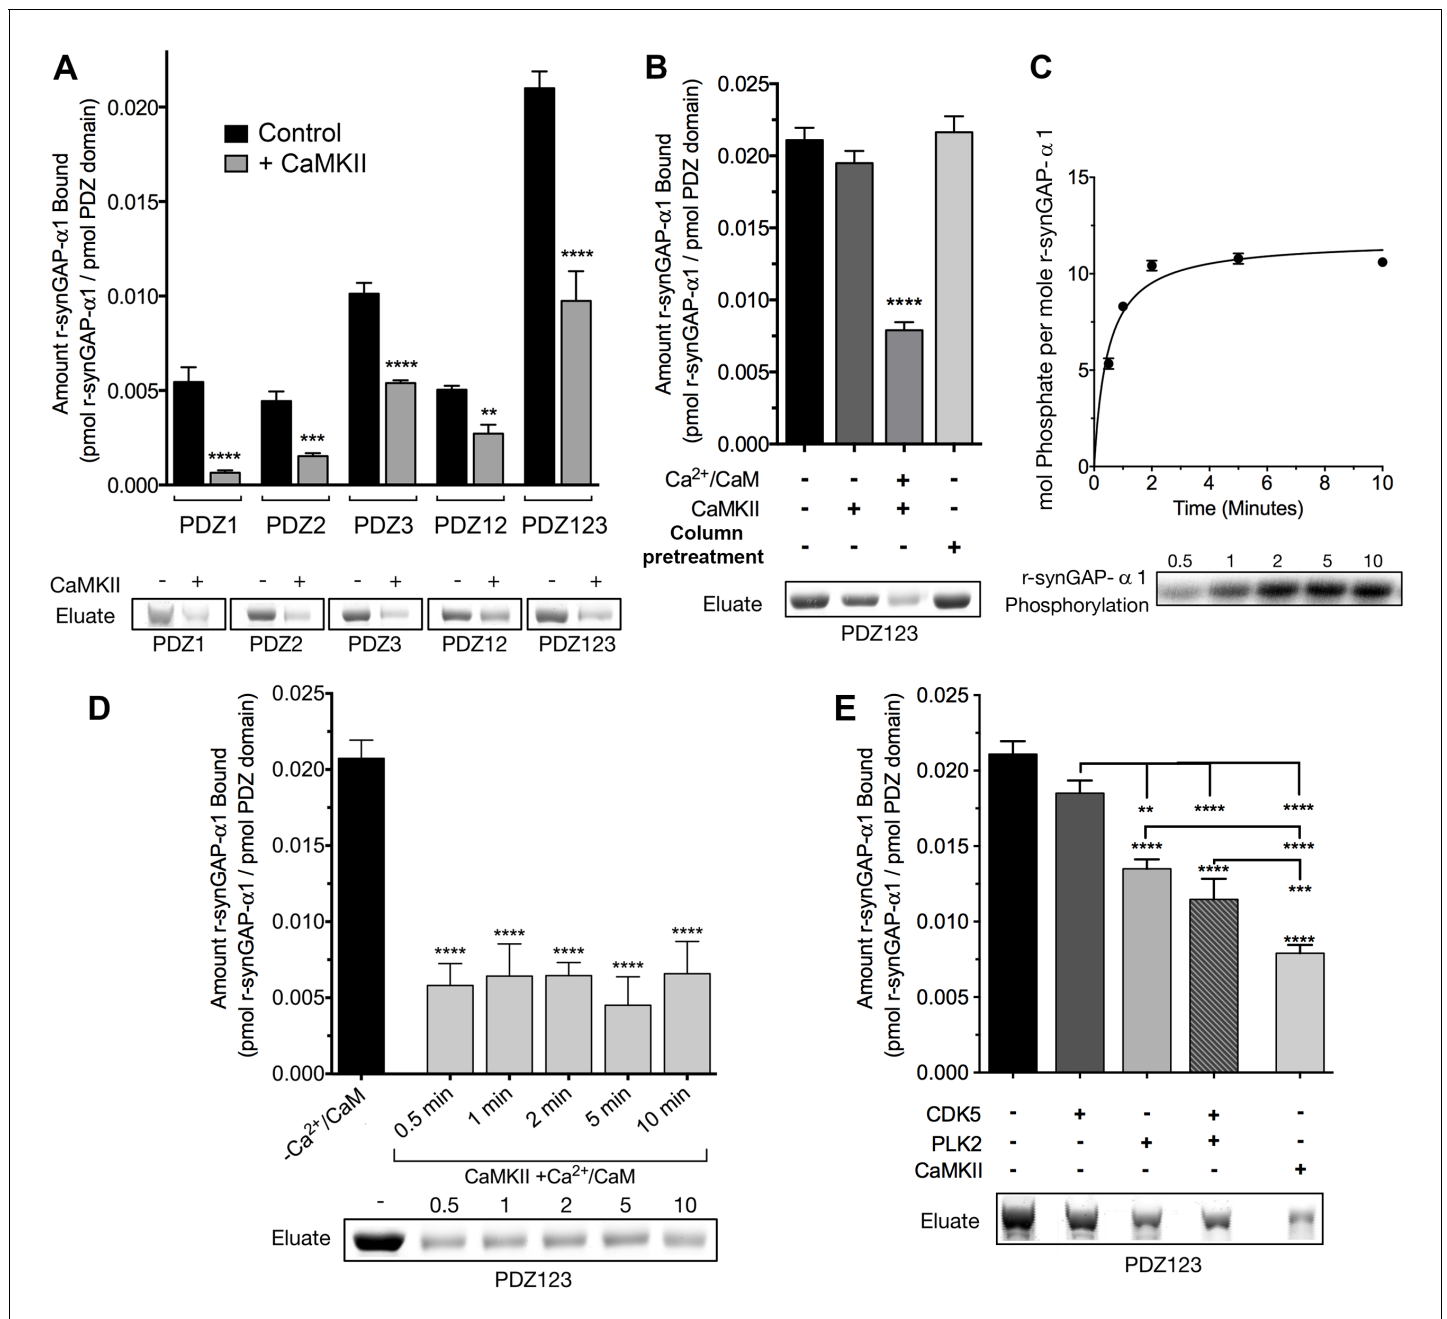 A
Amount r-synGAP-α1 Bound
(pmol r-synGAP-α1 / pmol PDZ domain)
0.020
0.015
0.010
0.005
0.000
Control
+ CaMKII
****
***
****
**
****
PDZ1 PDZ2 PDZ3 PDZ12 PDZ123
CaMKII - + - + - + - + - +
Eluate
PDZ1 PDZ2 PDZ3 PDZ12 PDZ123
B
Amount r-synGAP-α1 Bound
(pmol r-synGAP-α1 / pmol PDZ domain)
0.025
0.020
0.015
0.010
0.005
0.000
****
Ca2+/CaM - - + -
CaMKII - + + -
Column
pretreatment - - - +
Eluate
PDZ123
C
mol Phosphate per mole r-synGAP- α 1
15
10
5
0
0 2 4 6 8 10
Time (Minutes)
0.5 1 2 5 10
r-synGAP- α 1
Phosphorylation
D
Amount r-synGAP-α1 Bound
(pmol r-synGAP-α1 / pmol PDZ domain)
0.025
0.020
0.015
0.010
0.005
0.000
**** **** **** **** ****
-Ca2+/CaM 0.5 min 1 min 2 min 5 min 10 min
CaMKII +Ca2+/CaM
- 0.5 1 2 5 10
Eluate
PDZ123
E
Amount r-synGAP-α1 Bound
(pmol r-synGAP-α1 / pmol PDZ domain)
0.025
0.020
0.015
0.010
0.005
0.000
** **** ****
**** ****
**** ***
****
CDK5 - + - + -
PLK2 - - + + -
CaMKII - - - - +
Eluate
PDZ123